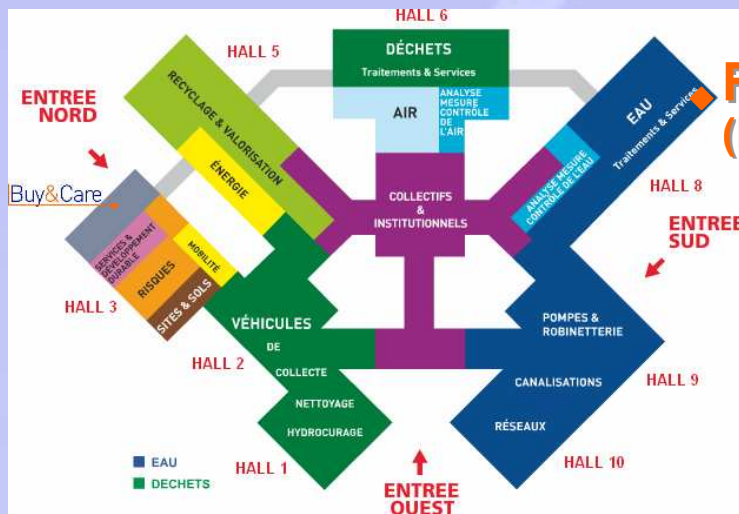 HALL 6
HALL 5
DÉCHETS
Traitements & Services
ENTREE
NORD
RECYCLAGE & VALORISATION
AIR
ANALYSE
MESURE
CONTRÔLE
DE
L'AIR
EAU
Traitements & Services
ÉNERGIE
ANALYSE MESURE
CONTRÔLE DE L'EAU
HALL 8
Buy&Care
COLLECTIFS
&
INSTITUTIONNELS
ENTREE
SUD
SERVICES &
DÉVELOPPEMENT
DURABLE
MOBILITÉ
RISQUES
SITES & SOLS
HALL 3
VÉHICULES
DE
COLLECTE
HALL 2
POMPES &
ROBINETTERIE
CANALISATIONS
HALL 9
NETTOYAGE
HYDROCURAGE
RÉSEAUX
HALL 1
HALL 10
EAU
DECHETS
ENTREE
OUEST